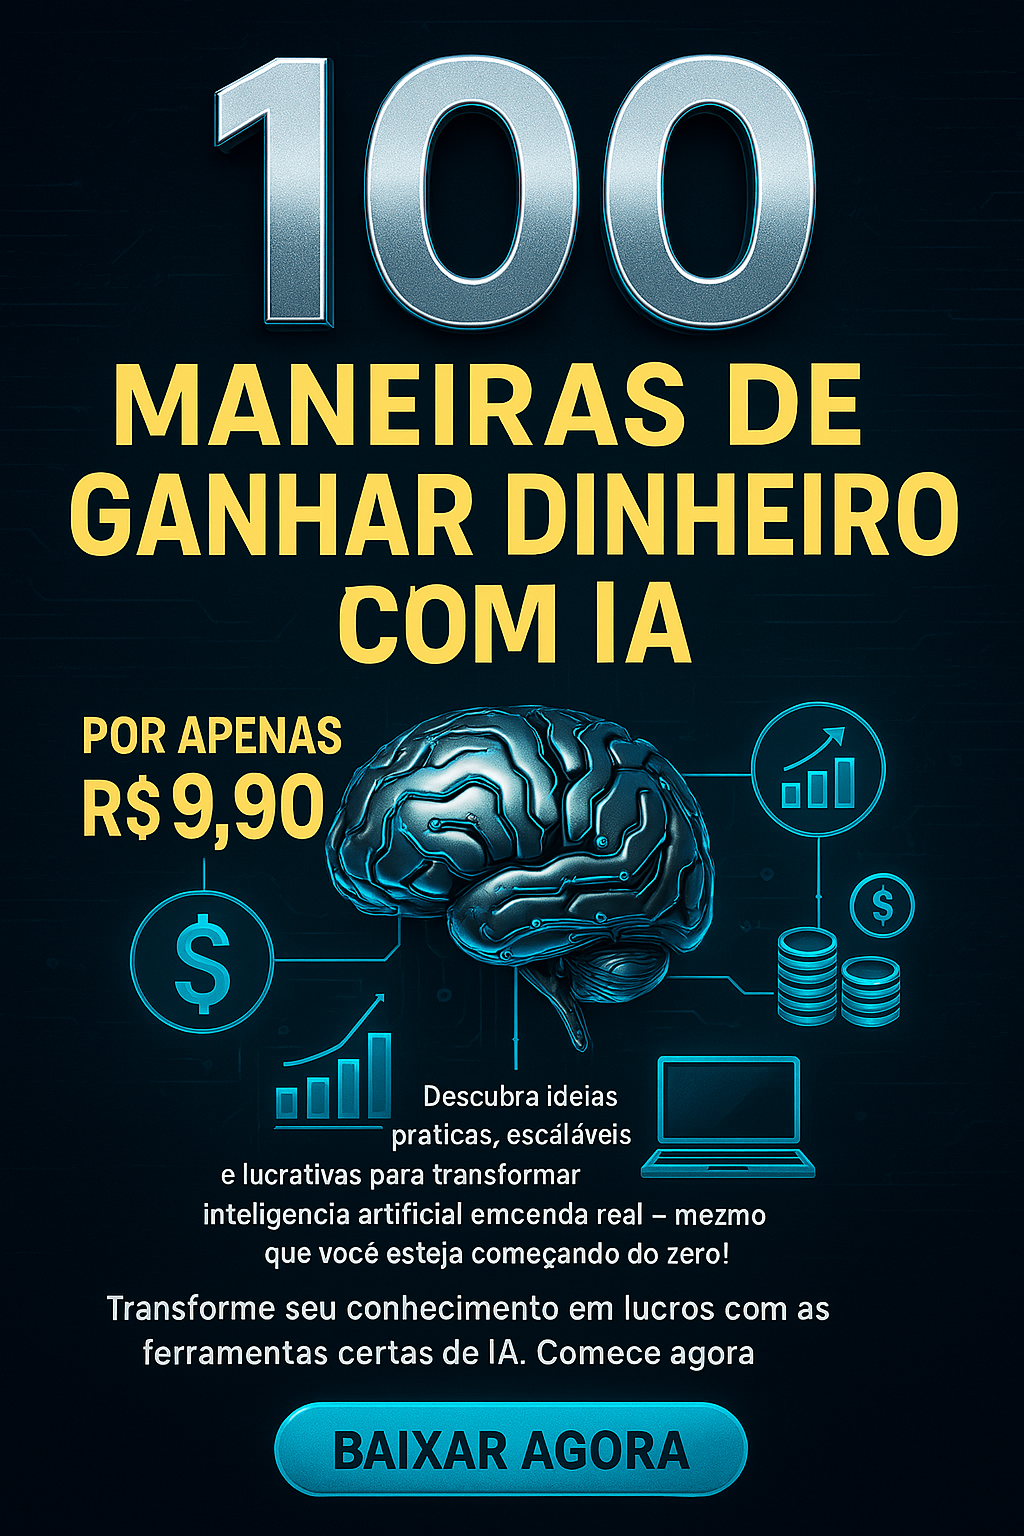 100
MANEIRAS DE
GANHAR DINHEIRO
COM IA
POR APENAS
R$ 9,90
$
$
Descubra ideias
praticas, escáláveis
e lucrativas para transformar
inteligencia artificial emcenda real – mezmo
que vocé esteja começando do zero!
Transforme seu conhecimento em lucros com as
ferramentas certas de IA. Comece agora
BAIXAR AGORA